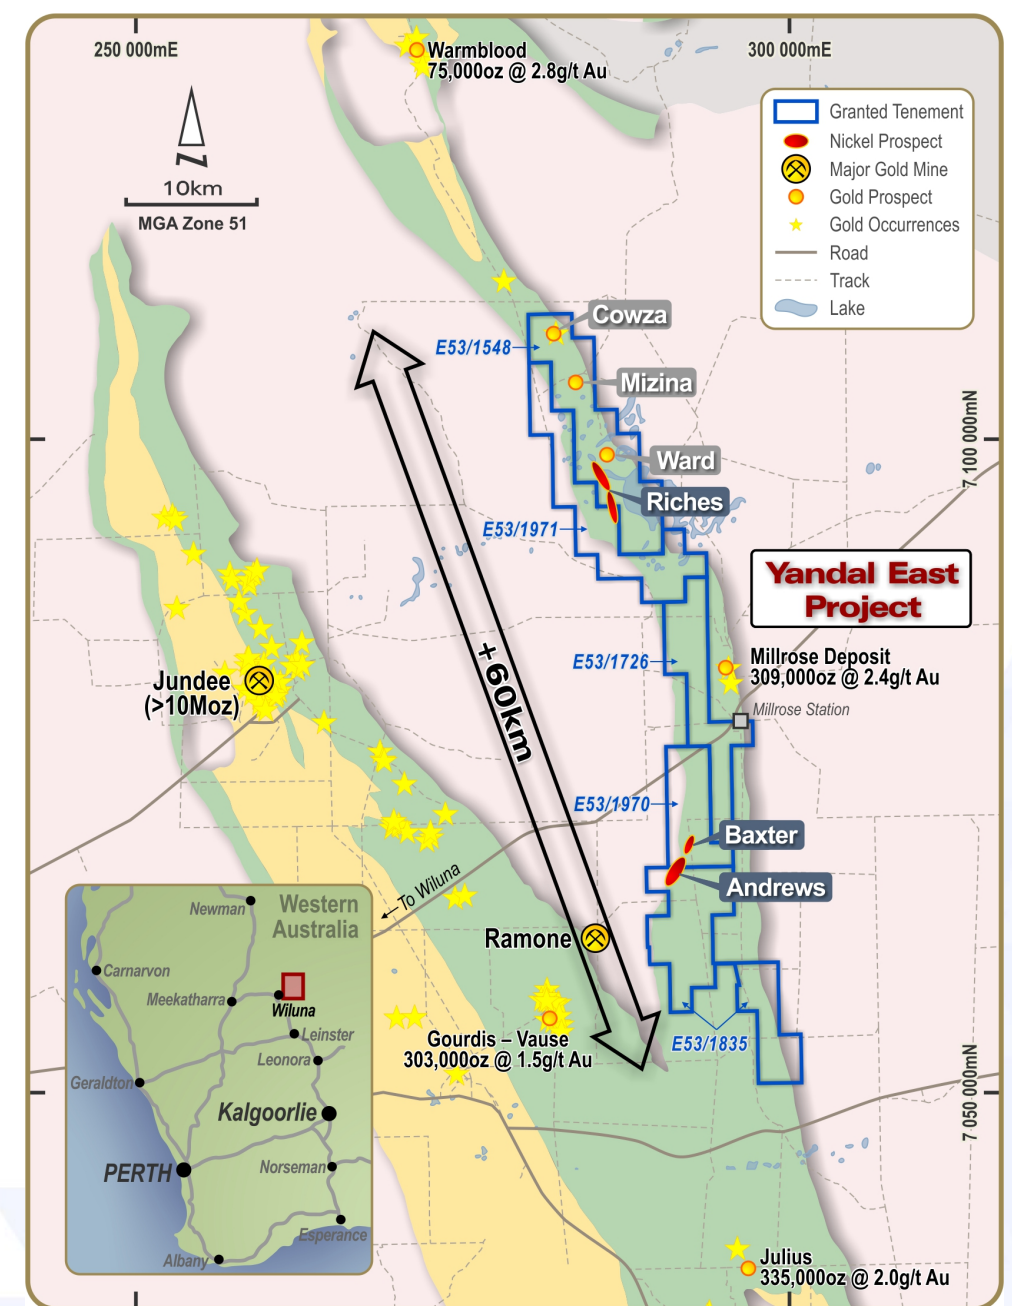 250 000mE
300 000mE
Warmblood
75,000oz @ 2.8g/t Au
N
10km
MGA Zone 51
Granted Tenement
Nickel Prospect
Major Gold Mine
Gold Prospect
Gold Occurrences
Road
Track
Lake
Cowza
E53/1548
Mizina
7 100 000mN
Ward
Riches
E53/1971
Yandal East
Project
+60km
E53/1726
Millrose Deposit
309,000oz @ 2.4g/t Au
Millrose Station
Jundee
(>10Moz)
E53/1970
Baxter
Andrews
To Wiluna
Ramone
Gourdis – Vause
303,000oz @ 1.5g/t Au
E53/1835
7 050 000mN
Western
Australia
Newman
Carnarvon
Meekatharra
Wiluna
Leinster
Leonora
Geraldton
Kalgoorlie
PERTH
Norseman
Esperance
Albany
Julius
335,000oz @ 2.0g/t Au